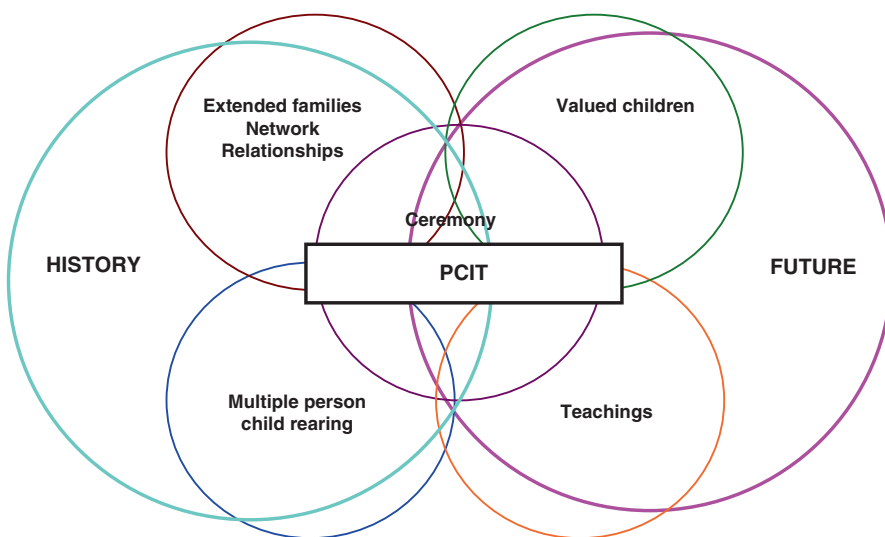 Extended families
Network
Relationships
Valued children
Ceremony
HISTORY
PCIT
FUTURE
Multiple person
child rearing
Teachings